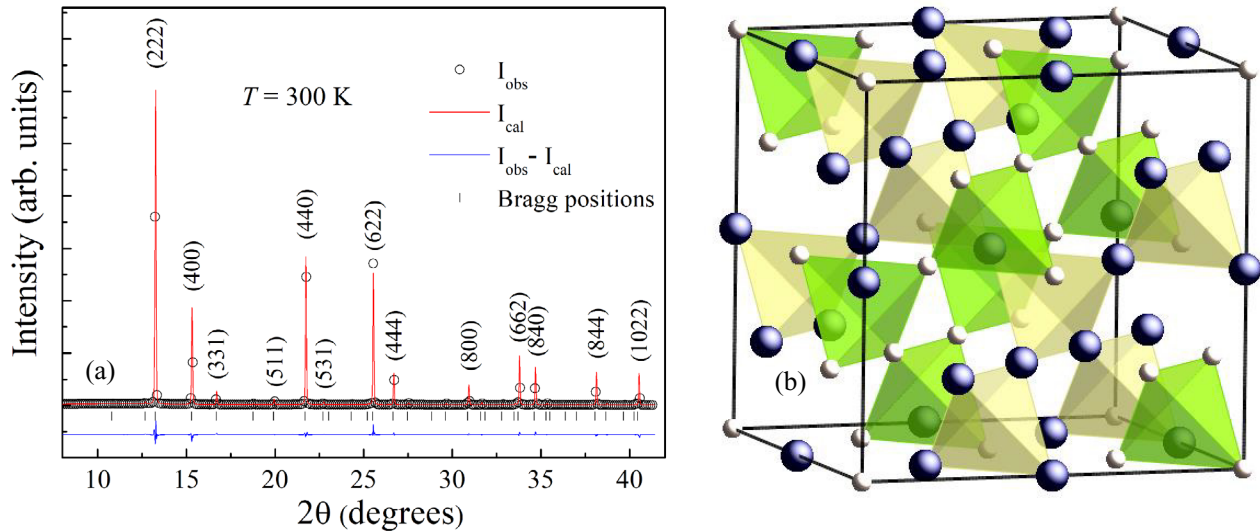 (222)
(400)
(331)
(511)
(440)
(531)
(622)
(444)
(800)
(662)
(840)
(844)
(1022)
T = 300 K
I_obs
I_cal
I_obs - I_cal
Bragg positions
Intensity (arb. units)
(a)
10 15 20 25 30 35 40
2θ (degrees)
(b)